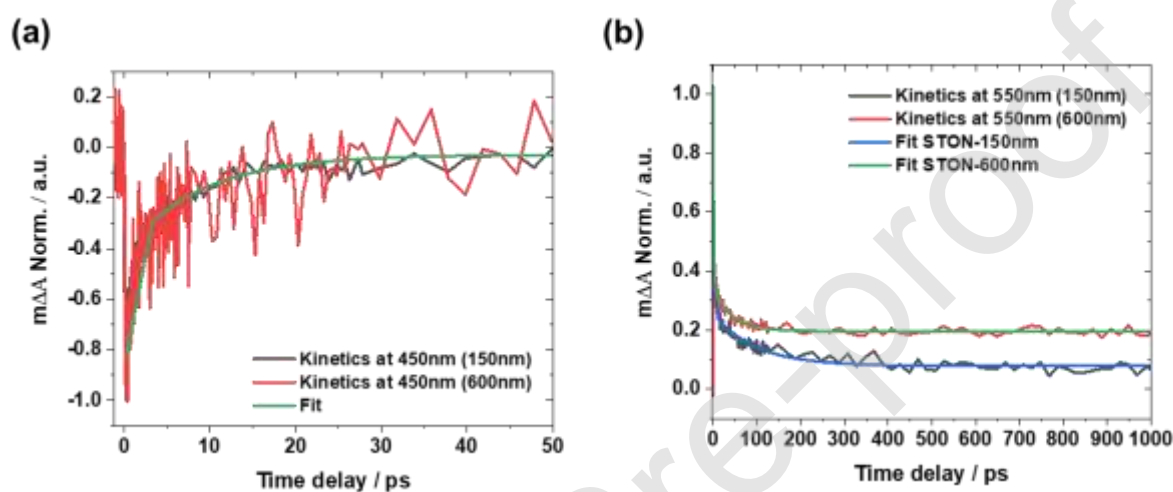 (a)
0.2
0.0
-0.2
-0.4
-0.6
-0.8
-1.0
mΔA Norm. / a.u.
Kinetics at 450nm (150nm)
Kinetics at 450nm (600nm)
Fit
0 10 20 30 40 50
Time delay / ps
(b)
1.0
0.8
0.6
0.4
0.2
0.0
mΔA Norm. / a.u.
Kinetics at 550nm (150nm)
Kinetics at 550nm (600nm)
Fit STON-150nm
Fit STON-600nm
0 100 200 300 400 500 600 700 800 900 1000
Time delay / ps
re-proof